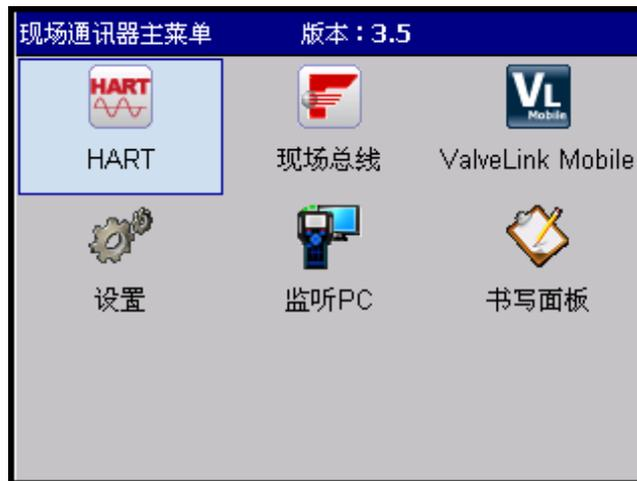 现场通讯器主菜单 版本：3.5
HART
VL
Mobile
HART 现场总线 ValveLink Mobile
设置 监听PC 书写面板